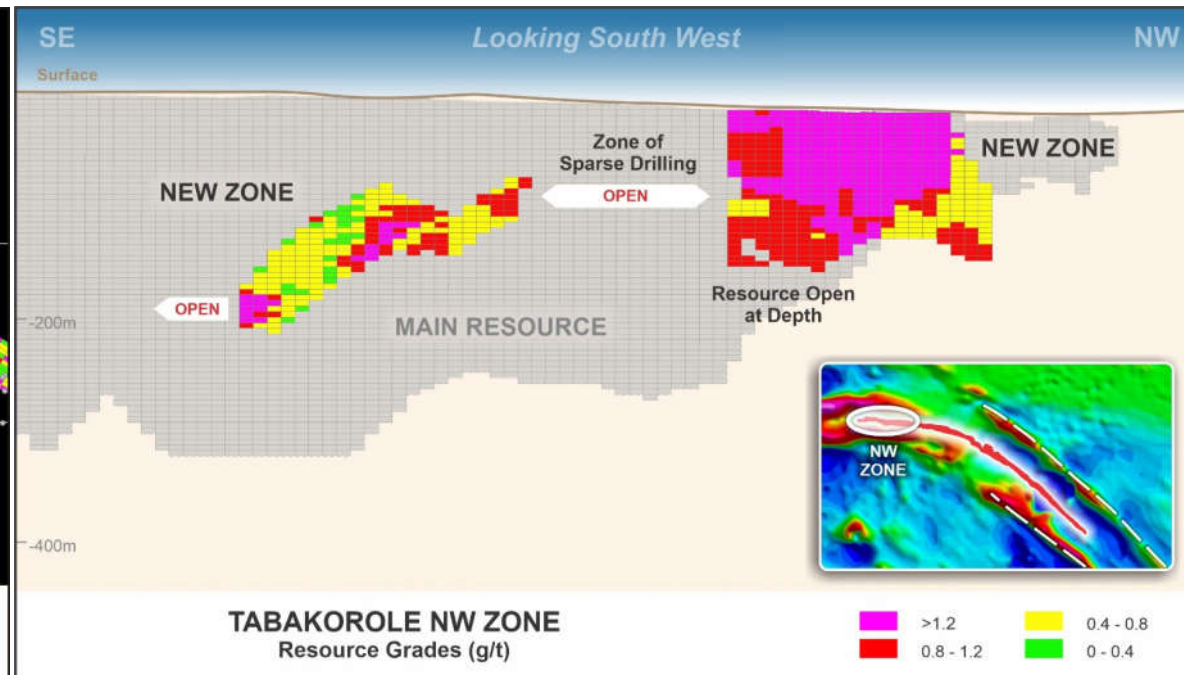 SE
Looking South West
NW
Surface
Zone of
Sparse Drilling
NEW ZONE
NEW ZONE
OPEN
OPEN
Resource Open
at Depth
MAIN RESOURCE
-200m
NW
ZONE
-400m
TABAKOROLE NW ZONE
Resource Grades (g/t)
>1.2
0.4 - 0.8
0.8 - 1.2
0 - 0.4